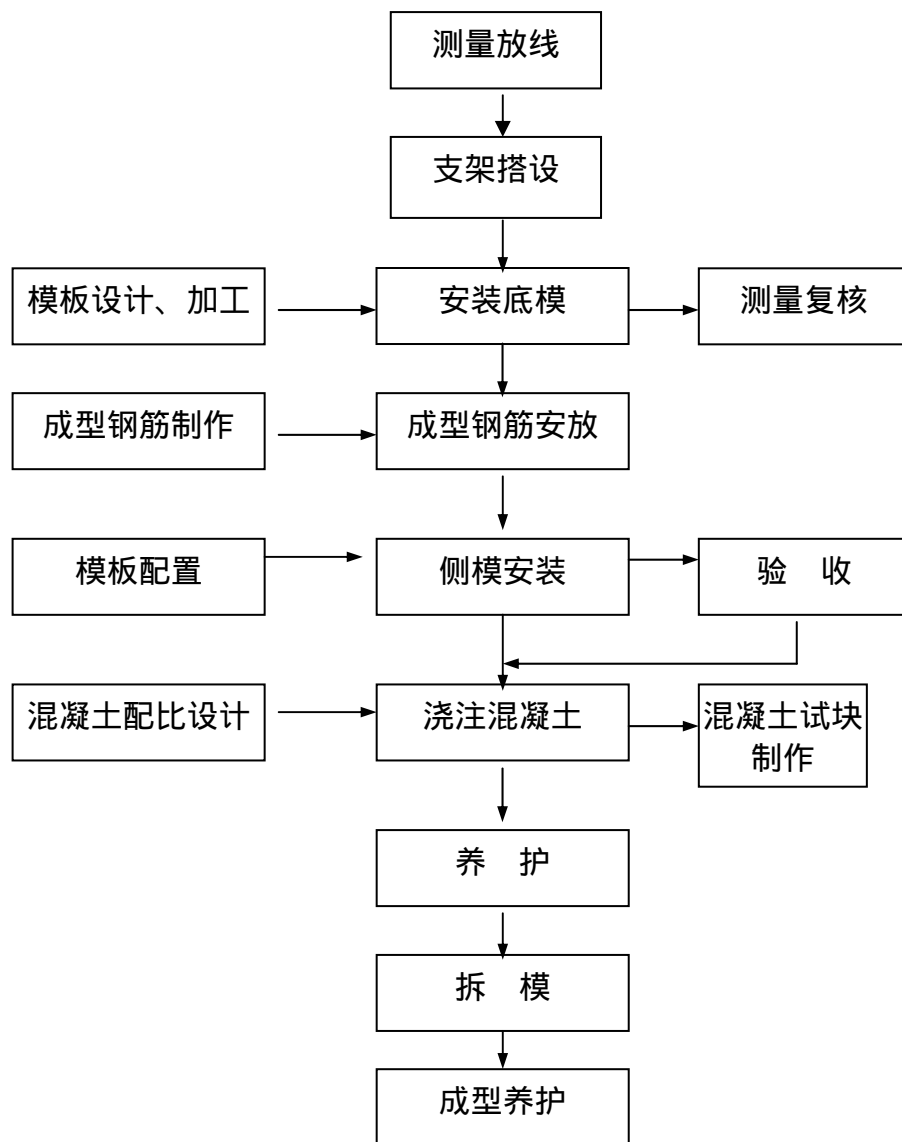 测量放线
支架搭设
模板设计、加工
安装底模
测量复核
成型钢筋制作
成型钢筋安放
模板配置
侧模安装
验 收
混凝土配比设计
浇注混凝土
混凝土试块
制作
养 护
拆 模
成型养护